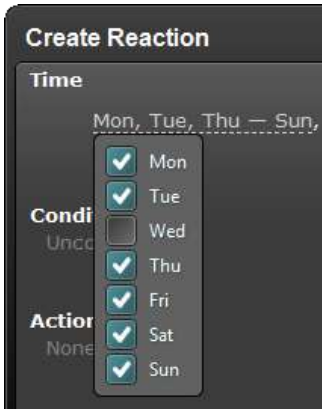 Create Reaction
Time
Mon, Tue, Thu — Sun,
Mon
Tue
Wed
Thu
Fri
Sat
Sun